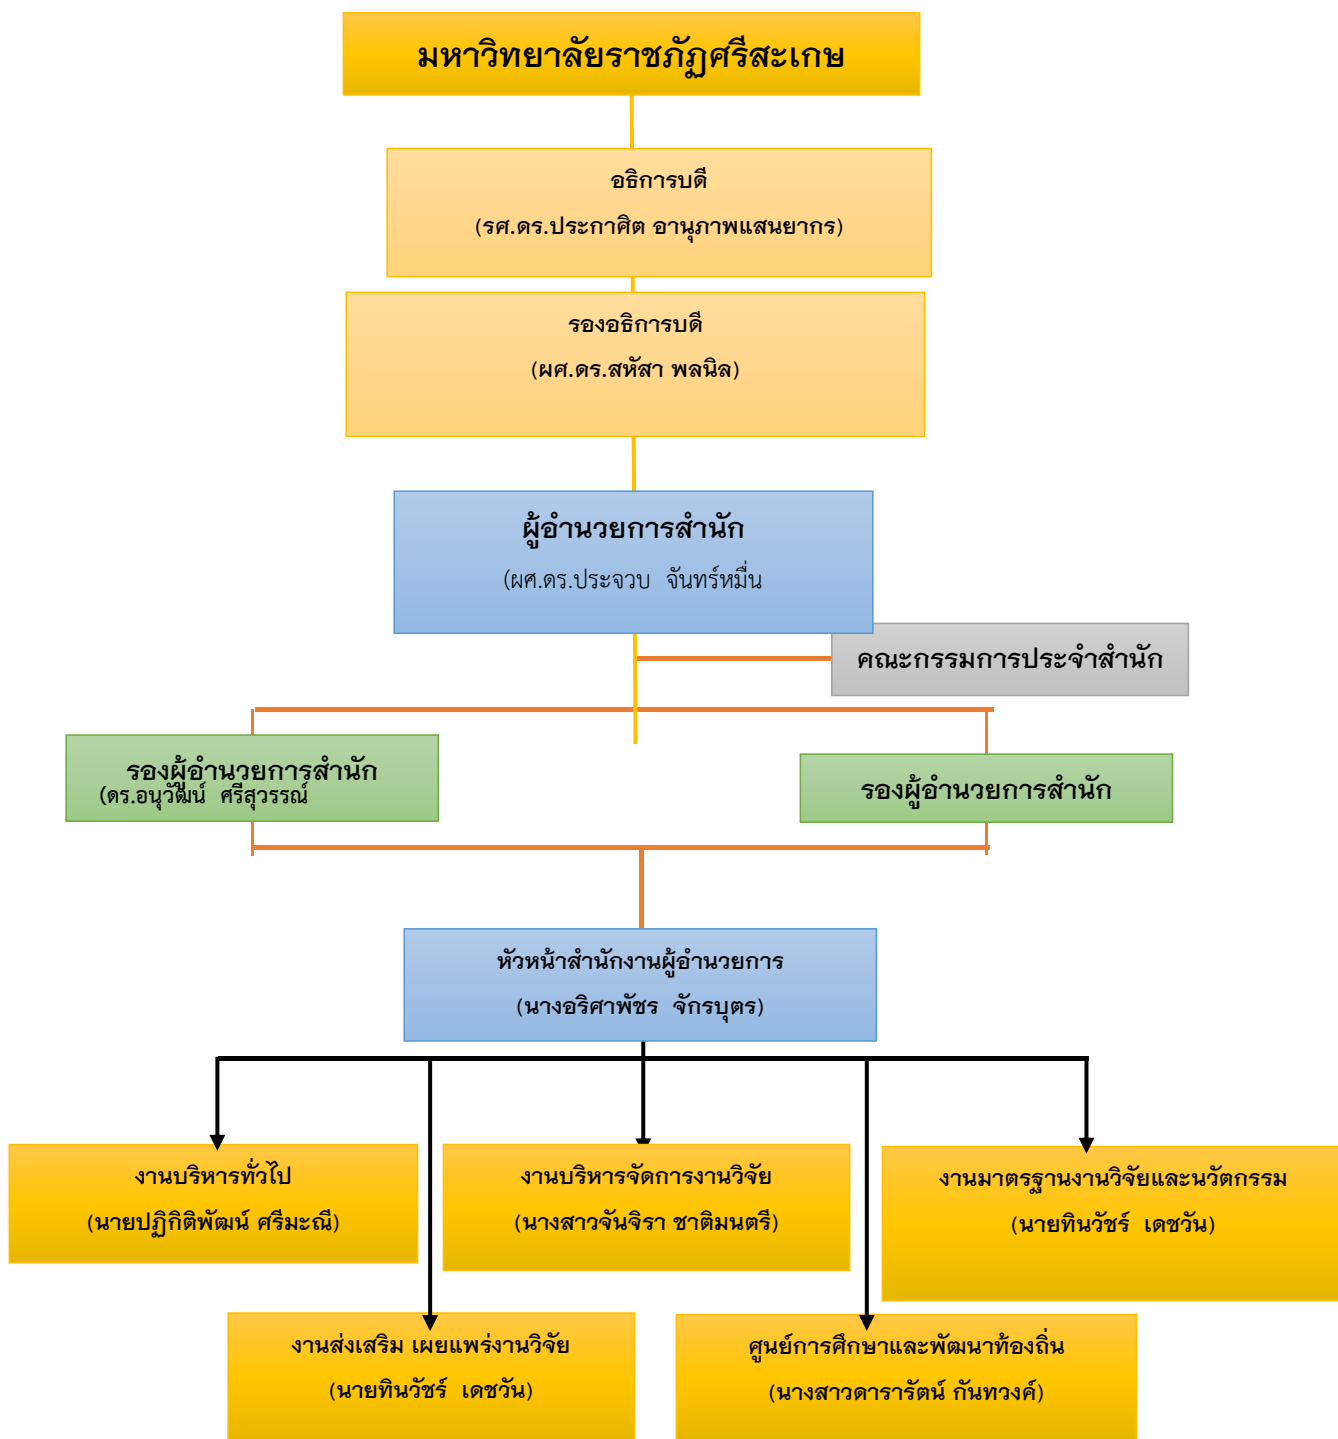 มหาวิทยาลัยราชภัฏศรีสะเกษ
อธิการบดี
(รศ.ดร.ประกาศิต อานุภาพแสนยากร)
รองอธิการบดี
(ผศ.ดร.สหัสา พลนิล)
ผู้อำนวยการสำนัก
(ผศ.ดร.ประจวบ จันทร์หมื่น
คณะกรรมการประจำสำนัก
รองผู้อำนวยการสำนัก
(ดร.อนุวัฒน์ ศรีสุวรรณ์
รองผู้อำนวยการสำนัก
หัวหน้าสำนักงานผู้อำนวยการ
(นางอริศาพัชร จักรบุตร)
งานบริหารทั่วไป
(นายปฏิกิติพัฒน์ ศรีมะณี)
งานบริหารจัดการงานวิจัย
(นางสาวจันจิรา ชาติมนตรี)
งานมาตรฐานงานวิจัยและนวัตกรรม
(นายทินวัชร์ เดชวัน)
งานส่งเสริม เผยแพร่งานวิจัย
(นายทินวัชร์ เดชวัน)
ศูนย์การศึกษาและพัฒนาท้องถิ่น
(นางสาวดารารัตน์ กันทวงค์)